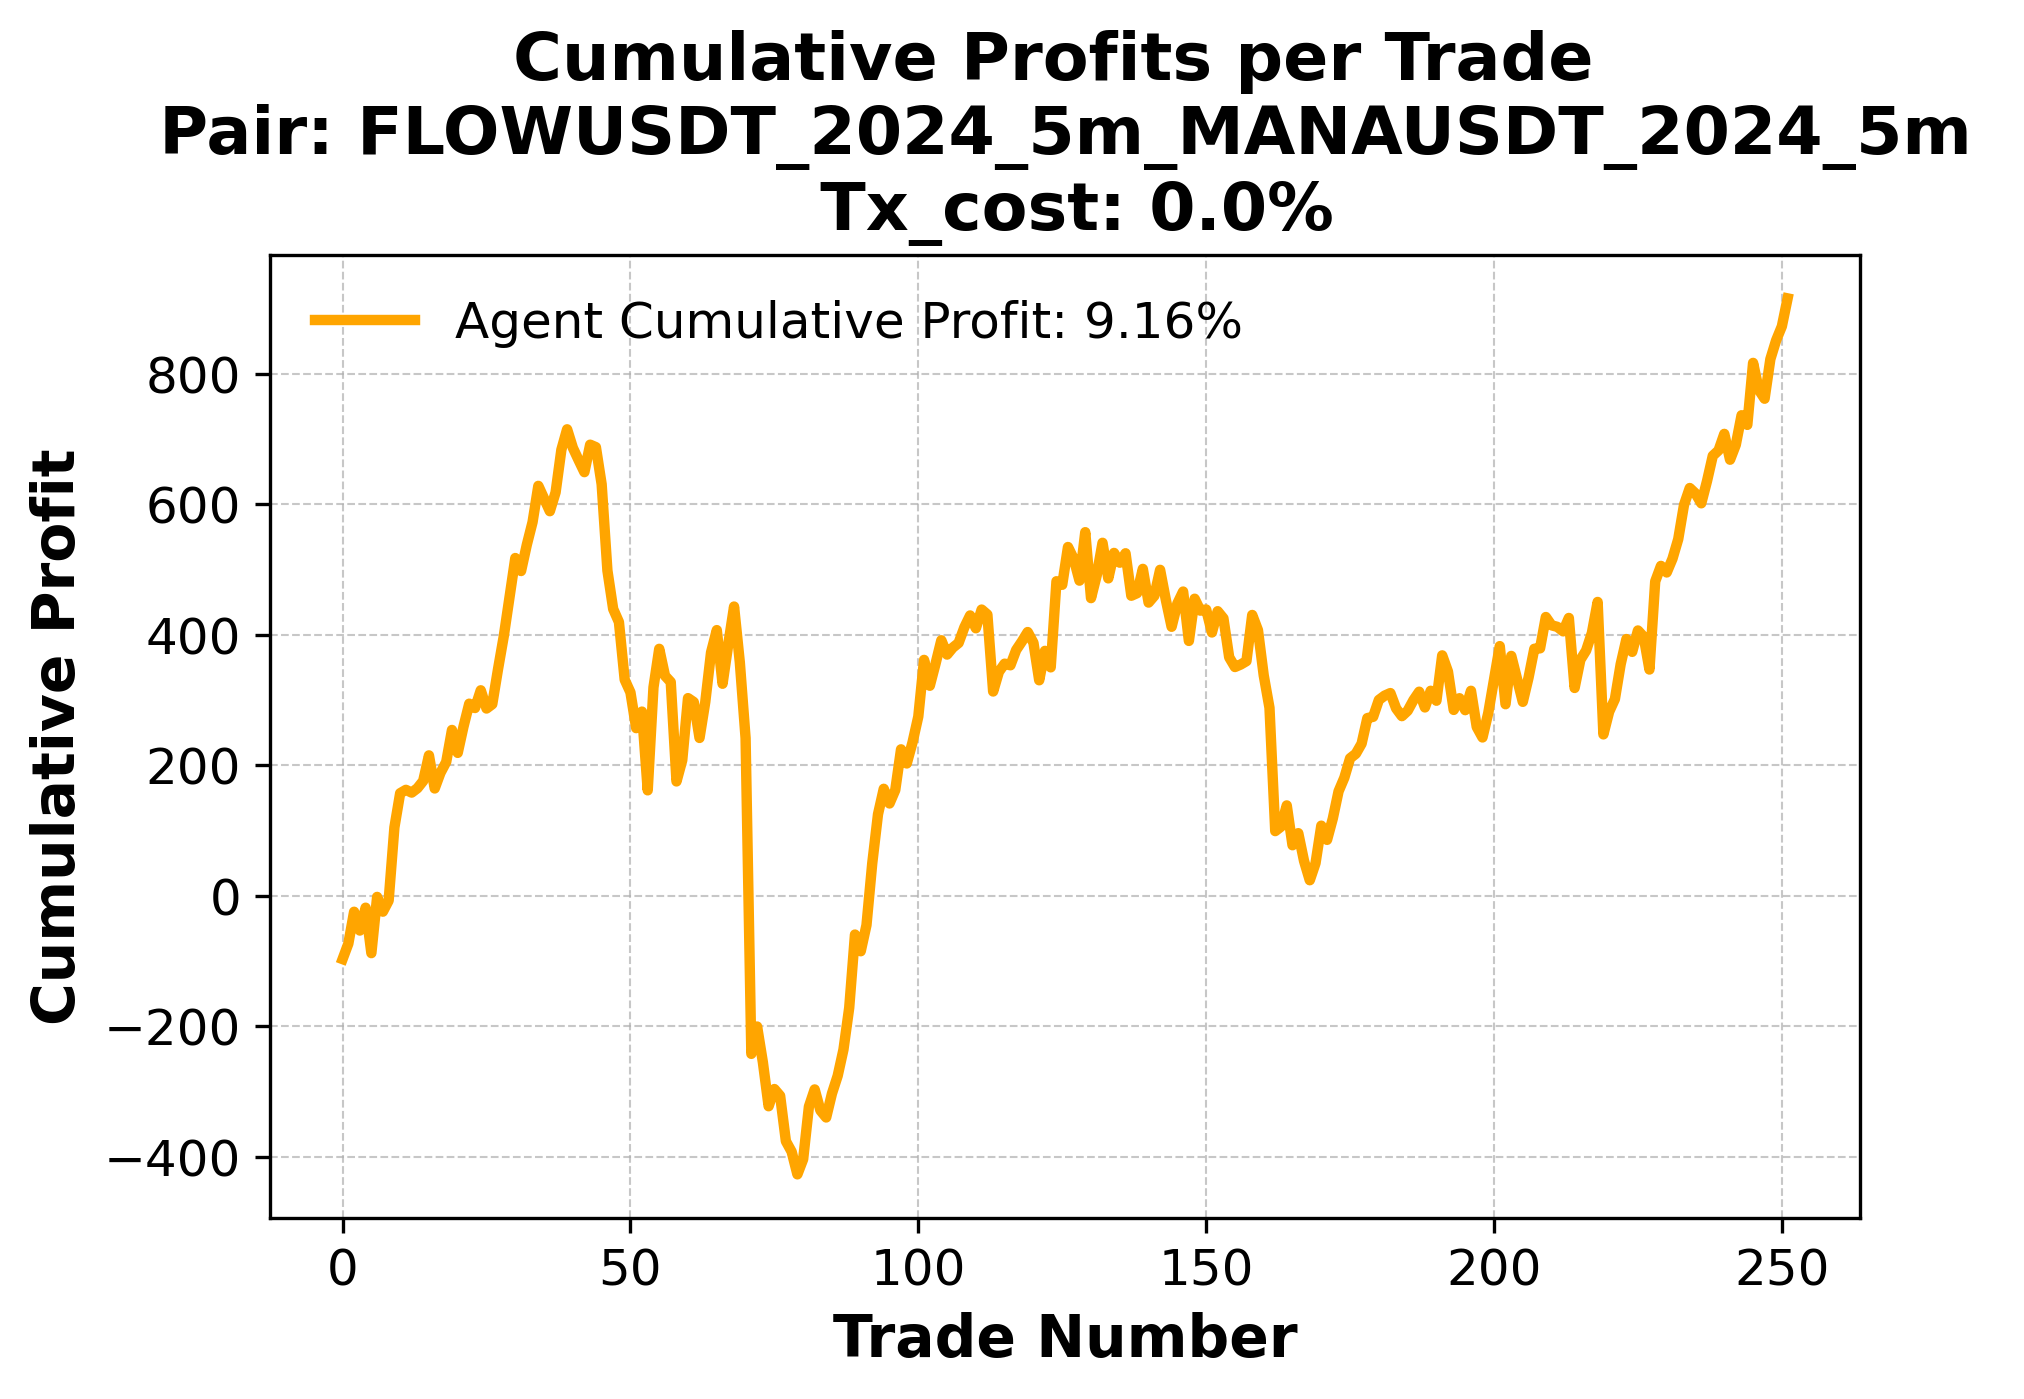 Cumulative Profits per Trade
Pair: FLOWUSDT_2024_5m_MANAUSDT_2024_5m
Tx_cost: 0.0%
Agent Cumulative Profit: 9.16%
Cumulative Profit
800
600
400
200
0
−200
−400
0 50 100 150 200 250
Trade Number